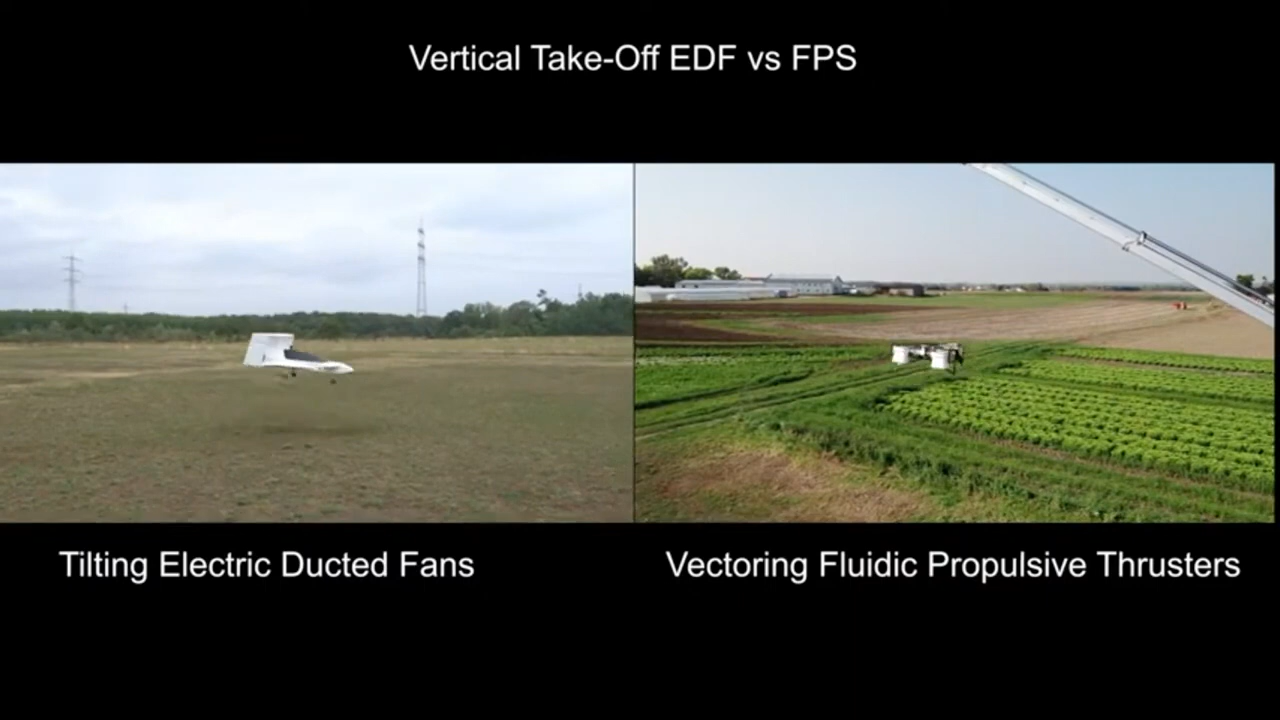 Vertical Take-Off EDF vs FPS
Tilting Electric Ducted Fans
Vectoring Fluidic Propulsive Thrusters